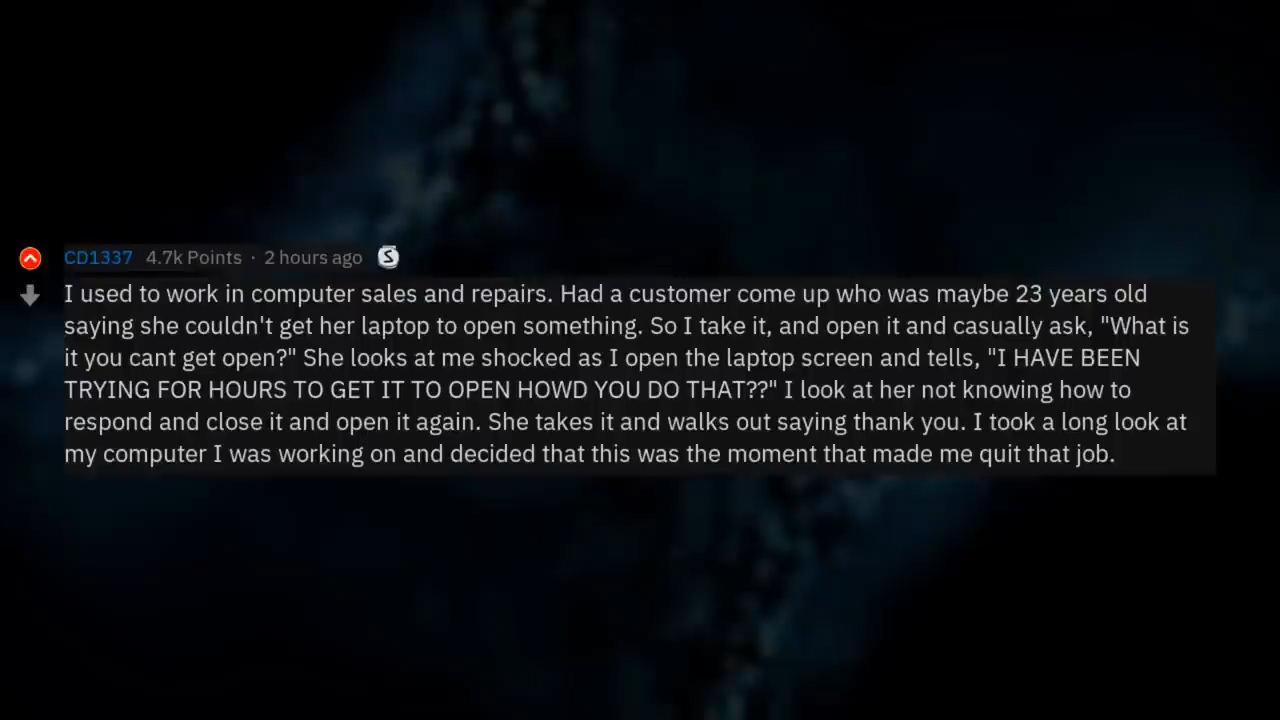 CD1337 4.7k Points · 2 hours ago S
I used to work in computer sales and repairs. Had a customer come up who was maybe 23 years old
saying she couldn't get her laptop to open something. So I take it, and open it and casually ask, "What is
it you cant get open?" She looks at me shocked as I open the laptop screen and tells, "I HAVE BEEN
TRYING FOR HOURS TO GET IT TO OPEN HOWD YOU DO THAT??" I look at her not knowing how to
respond and close it and open it again. She takes it and walks out saying thank you. I took a long look at
my computer I was working on and decided that this was the moment that made me quit that job.